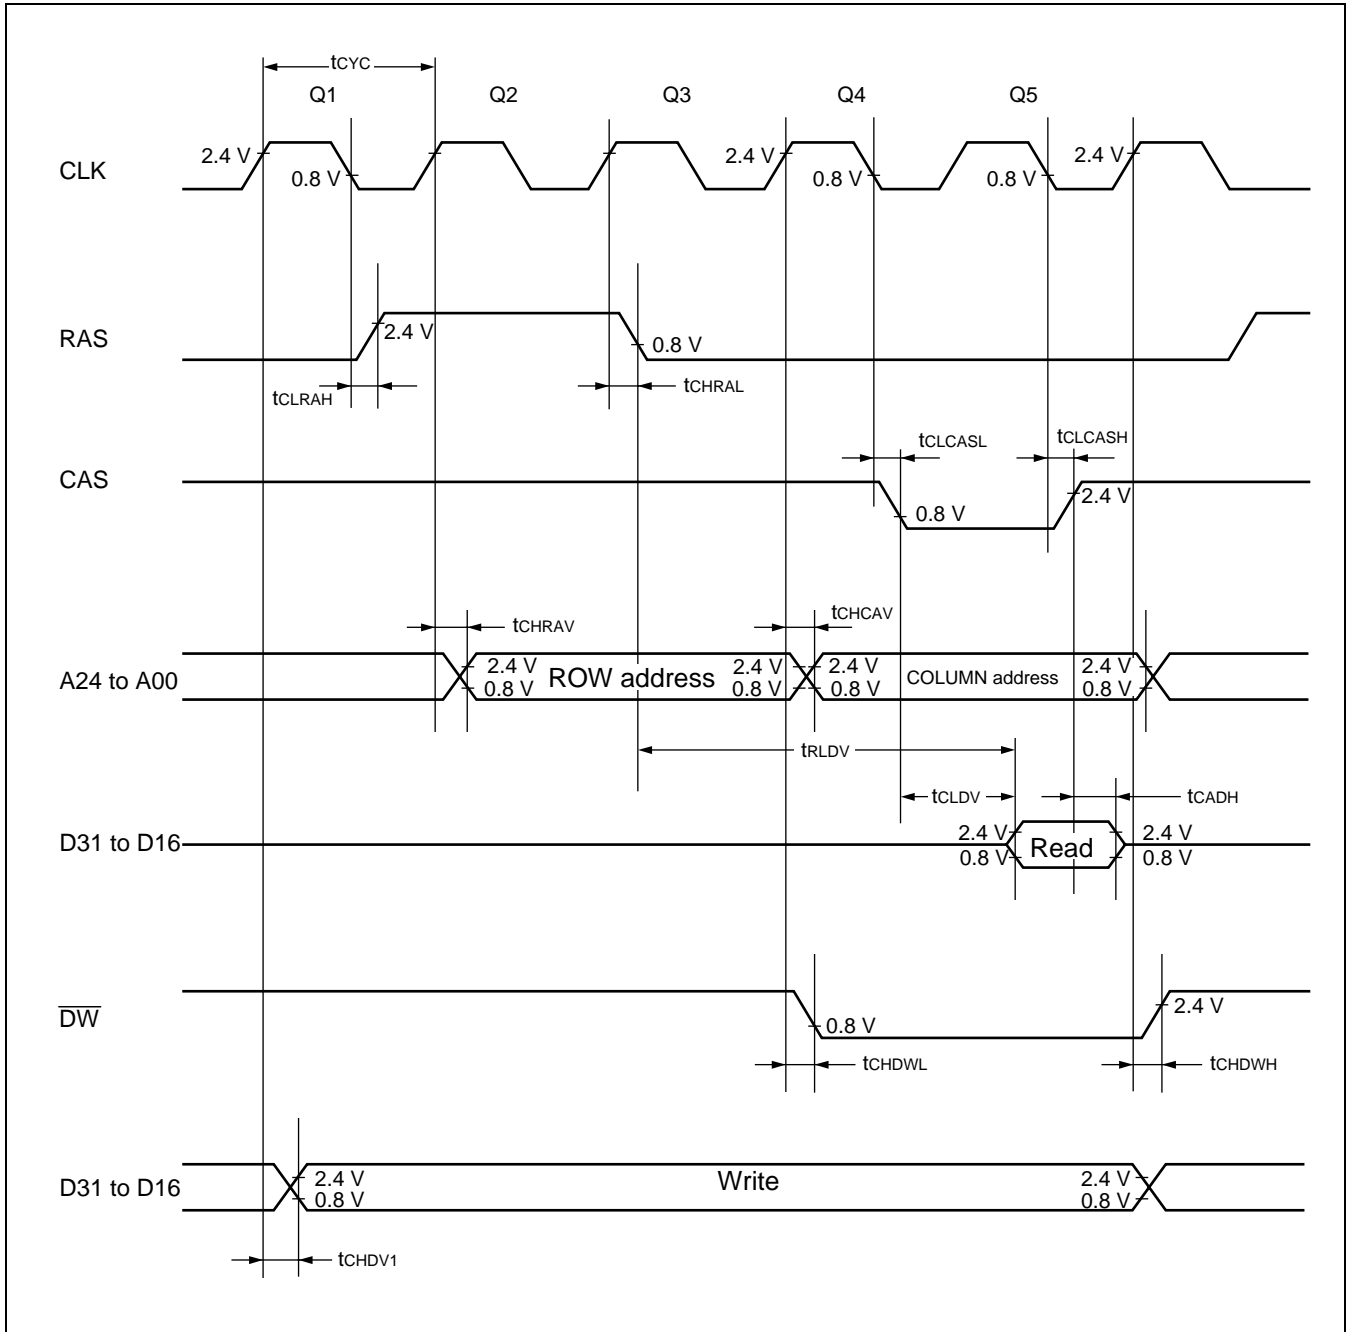 tCYC
Q1 Q2 Q3 Q4 Q5
CLK 2.4 V 0.8 V 2.4 V 0.8 V 0.8 V 2.4 V
RAS 2.4 V 0.8 V
tCLRAH tCHRAL
tCLCASL tCLCASH
CAS 0.8 V 2.4 V
tCHRAV tCHCAV
A24 to A00 2.4 V 0.8 V ROW address 2.4 V 0.8 V 2.4 V 0.8 V COLUMN address 2.4 V 0.8 V
tRLDV
tCLDV tCADH
D31 to D16 2.4 V 0.8 V Read 2.4 V 0.8 V
DW 0.8 V 2.4 V
tCHDWL tCHDWH
D31 to D16 2.4 V 0.8 V Write 2.4 V 0.8 V
tCHDV1